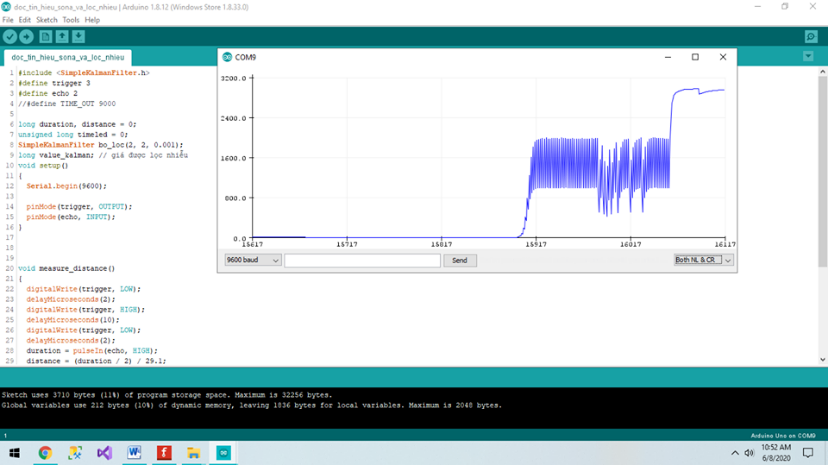 doc_tin_hieu_sona_va_loc_nhieu | Arduino 1.8.12 (Windows Store 1.8.33.0)
File Edit Sketch Tools Help
doc_tin_hieu_sona_va_loc_nhieu
1 #include <SimpleKalmanFilter.h>
2 #define trigger 3
3 #define echo 2
4 //#define TIME_OUT 9000
5
6 long duration, distance = 0;
7 unsigned long timeled = 0;
8 SimpleKalmanFilter bo_loc(2, 2, 0.001);
9 long value_kalman; // giá được lọc nhiễu
10 void setup()
11 {
12 Serial.begin(9600);
13
14 pinMode(trigger, OUTPUT);
15 pinMode(echo, INPUT);
16 }
17
18
19
20 void measure_distance()
21 {
22 digitalWrite(trigger, LOW);
23 delayMicroseconds(2);
24 digitalWrite(trigger, HIGH);
25 delayMicroseconds(10);
26 digitalWrite(trigger, LOW);
27 delayMicroseconds(2);
28 duration = pulseIn(echo, HIGH);
29 distance = (duration / 2) / 29.1;
COM9
3200.0
2400.0
1600.0
800.0
0.0
15617 15717 15817 15917 16017 16117
9600 baud Send Both NL & CR
Sketch uses 3710 bytes (11%) of program storage space. Maximum is 32256 bytes.
Global variables use 212 bytes (10%) of dynamic memory, leaving 1836 bytes for local variables. Maximum is 2048 bytes.
1 Arduino Uno on COM9
10:52 AM
6/8/2020